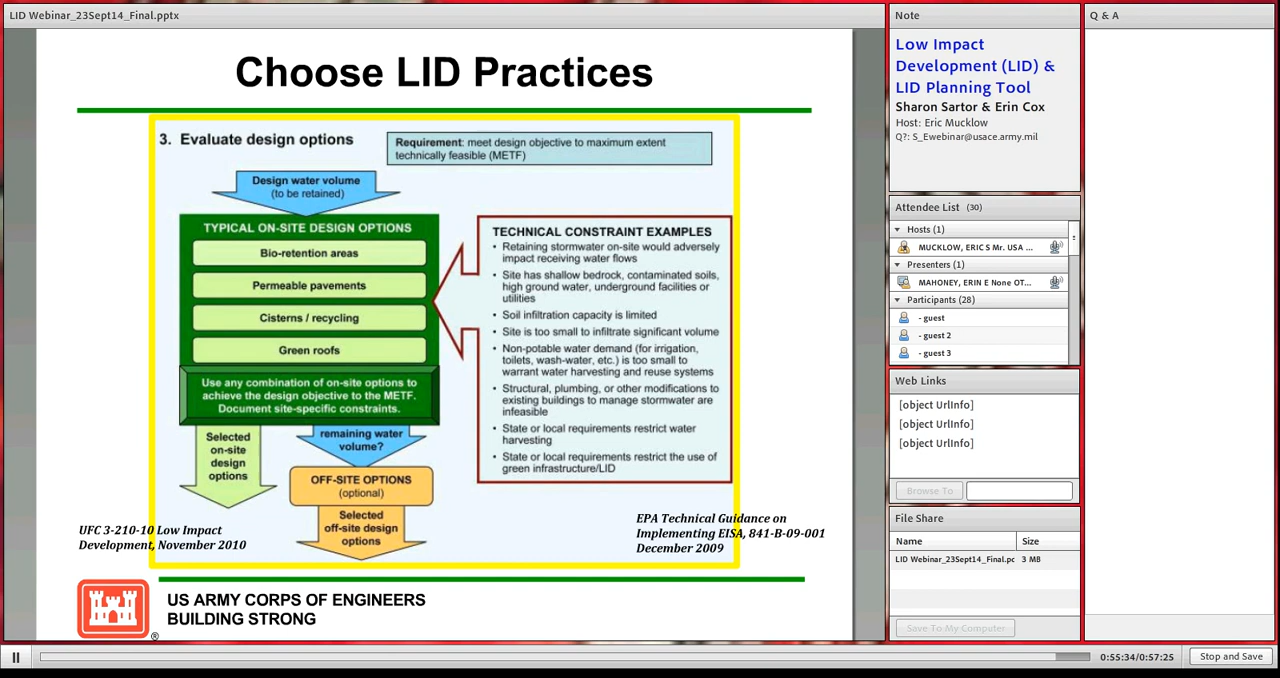 LID Webinar_23Sept14_Final.pptx
Choose LID Practices
3. Evaluate design options
Requirement: meet design objective to maximum extent
technically feasible (METF)
Design water volume
(to be retained)
TYPICAL ON-SITE DESIGN OPTIONS
Bio-retention areas
Permeable pavements
Cisterns / recycling
Green roofs
Use any combination of on-site options to
achieve the design objective to the METF.
Document site-specific constraints.
Selected
on-site
design
options
remaining water
volume?
OFF-SITE OPTIONS
(optional)
Selected
off-site design
options
TECHNICAL CONSTRAINT EXAMPLES
• Retaining stormwater on-site would adversely
impact receiving water flows
• Site has shallow bedrock, contaminated soils,
high ground water, underground facilities or
utilities
• Soil infiltration capacity is limited
• Site is too small to infiltrate significant volume
• Non-potable water demand (for irrigation,
toilets, wash-water, etc.) is too small to
warrant water harvesting and reuse systems
• Structural, plumbing, or other modifications to
existing buildings to manage stormwater are
infeasible
• State or local requirements restrict water
harvesting
• State or local requirements restrict the use of
green infrastructure/LID
UFC 3-210-10 Low Impact
Development, November 2010
EPA Technical Guidance on
Implementing EISA, 841-B-09-001
December 2009
US ARMY CORPS OF ENGINEERS
BUILDING STRONG
®
Note
Low Impact
Development (LID) &
LID Planning Tool
Sharon Sartor & Erin Cox
Host: Eric Mucklow
Q?: S_Ewebinar@usace.army.mil
Attendee List (30)
Hosts (1)
MUCKLOW, ERIC S Mr. USA ...
Presenters (1)
MAHONEY, ERIN E None OT...
Participants (28)
- guest
- guest 2
- guest 3
Web Links
[object UrlInfo]
[object UrlInfo]
[object UrlInfo]
Browse To
File Share
Name Size
LID Webinar_23Sept14_Final.pc 3 MB
Save To My Computer
Q & A
0:55:34/0:57:25
Stop and Save